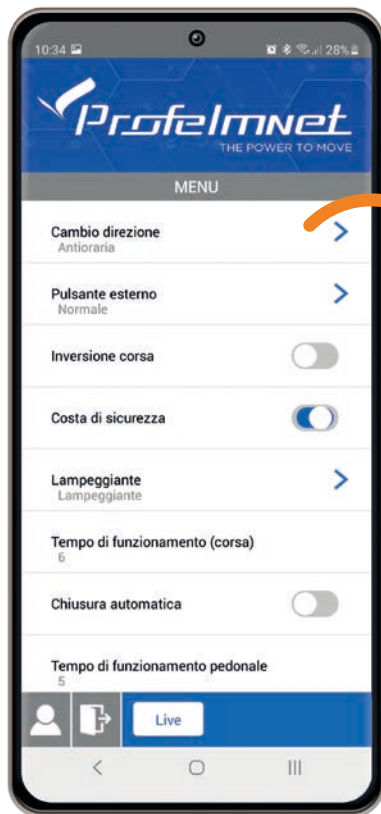 10:34
28%
Profelmnet
THE POWER TO MOVE
MENU
Cambio direzione
Antioraria
Pulsante esterno
Normale
Inversione corsa
Costa di sicurezza
Lampeggiante
Lampeggiante
Tempo di funzionamento (corsa)
6
Chiusura automatica
Tempo di funzionamento pedonale
5
Live